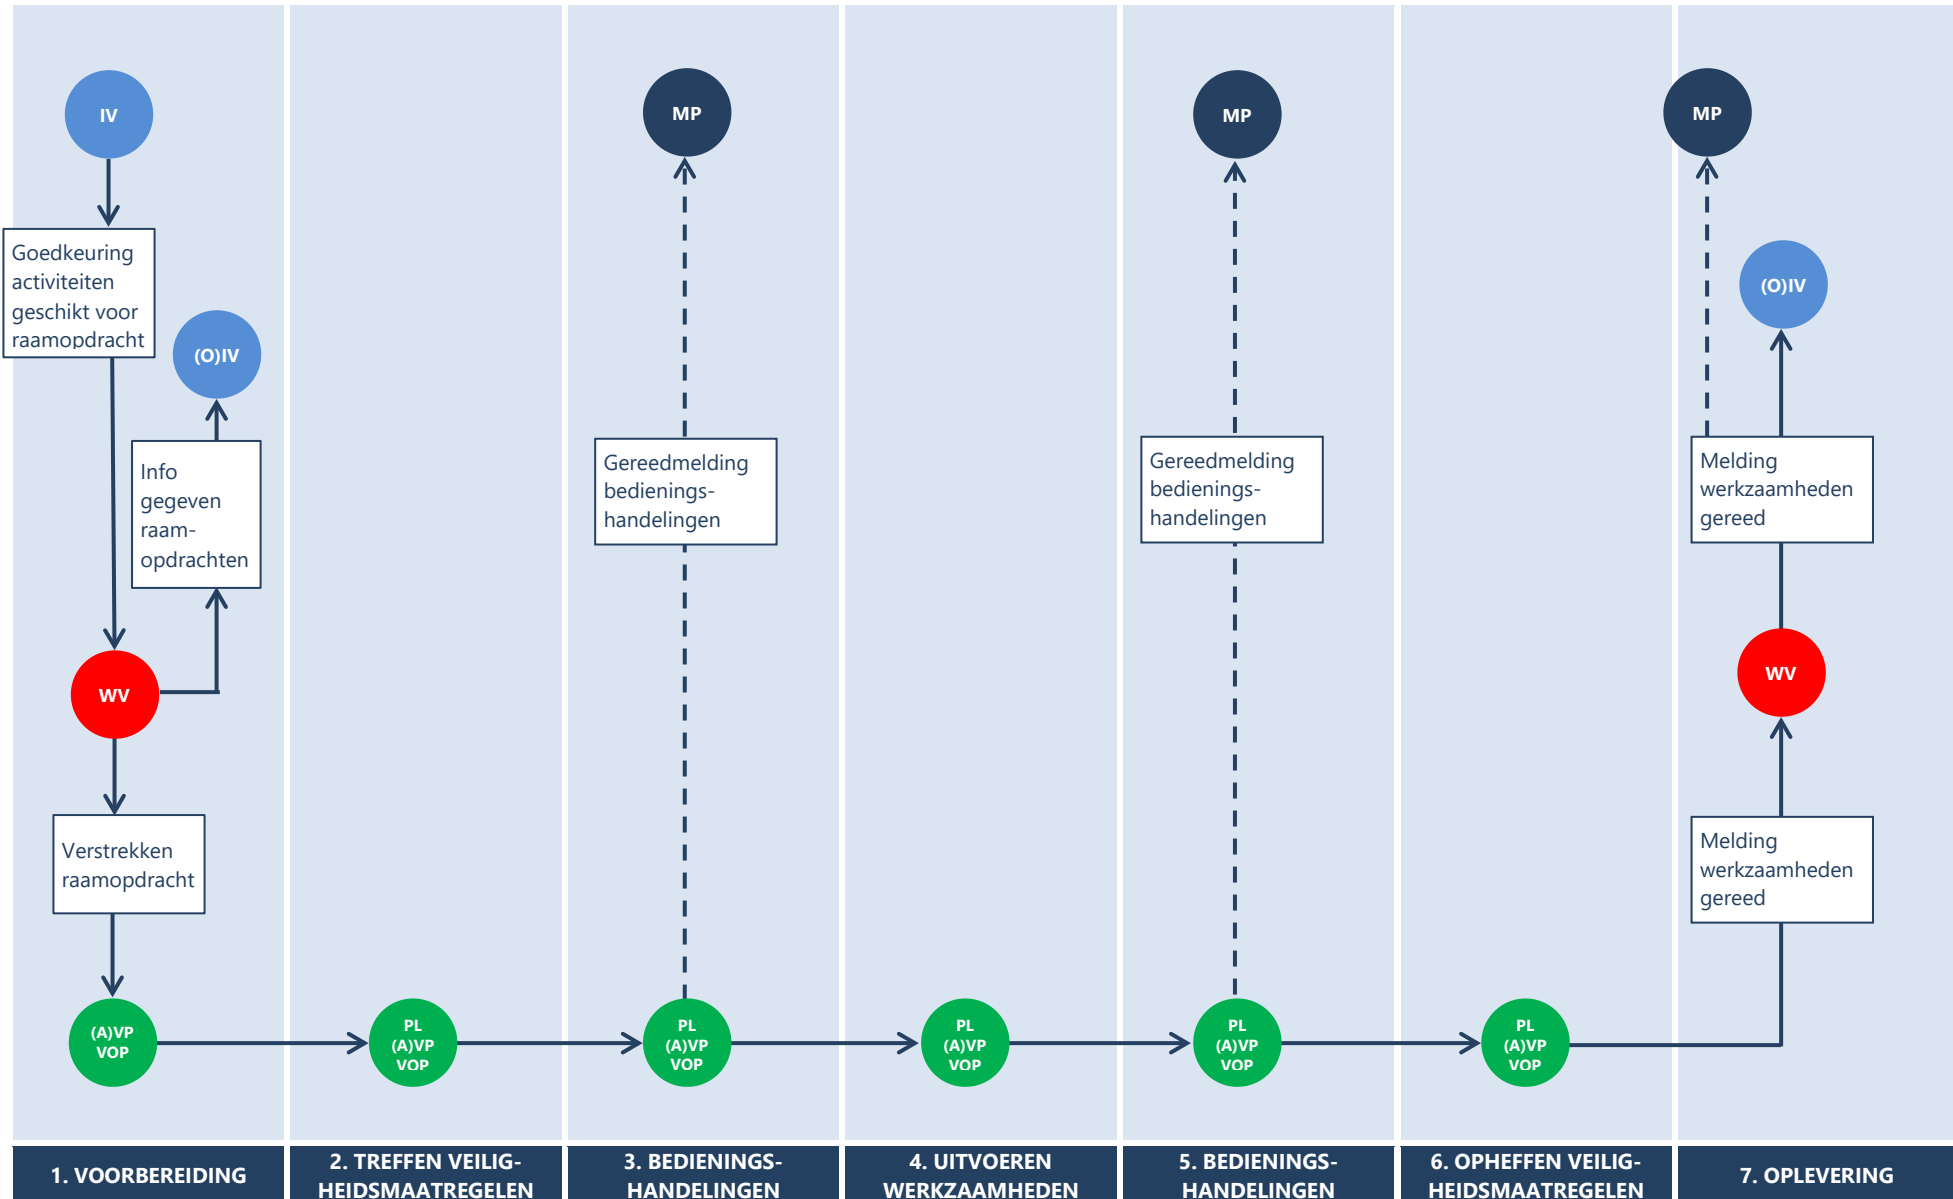 IV
Goedkeuring
activiteiten
geschikt voor
raamopdracht
(O)IV
Info
gegeven
raam-
opdrachten
WV
Verstrekken
raamopdracht
(A)VP
VOP
PL
(A)VP
VOP
MP
Gereedmelding
bedienings-
handelingen
PL
(A)VP
VOP
PL
(A)VP
VOP
MP
Gereedmelding
bedienings-
handelingen
PL
(A)VP
VOP
PL
(A)VP
VOP
MP
(O)IV
Melding
werkzaamheden
gereed
WV
Melding
werkzaamheden
gereed
1. VOORBEREIDING
2. TREFFEN VEILIG-
HEIDSMAATREGELEN
3. BEDIENINGS-
HANDELINGEN
4. UITVOEREN
WERKZAAMHEDEN
5. BEDIENINGS-
HANDELINGEN
6. OPHEFFEN VEILIG-
HEIDSMAATREGELEN
7. OPLEVERING